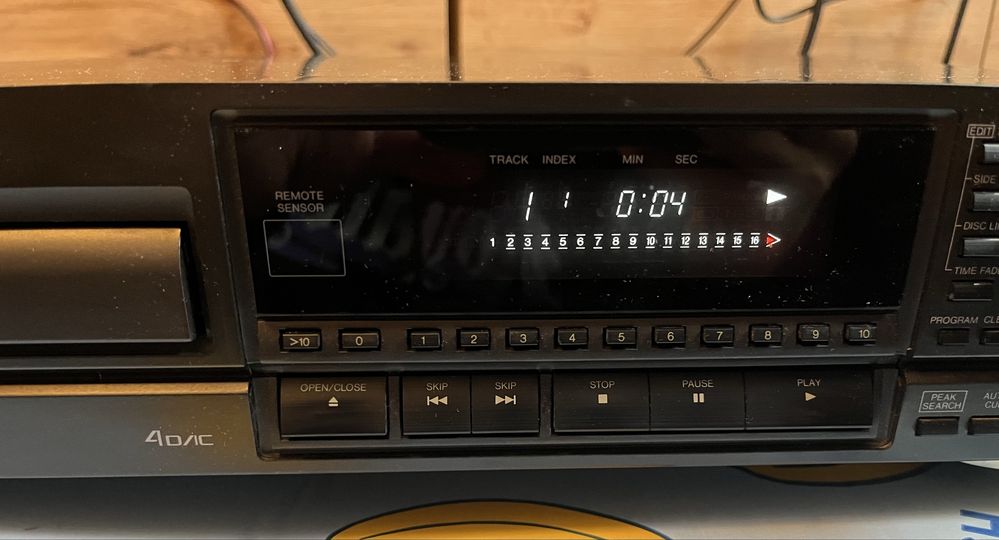 EDIT
TRACK INDEX MIN SEC
SIDE
REMOTE
SENSOR
1 1 0:04
DISC
1 2 3 4 5 6 7 8 9 10 11 12 13 14 15 16
TIME
PROGRAM
>10 0 1 2 3 4 5 6 7 8 9 10
OPEN/CLOSE SKIP SKIP STOP PAUSE PLAY
PEAK
SEARCH
4D/\C